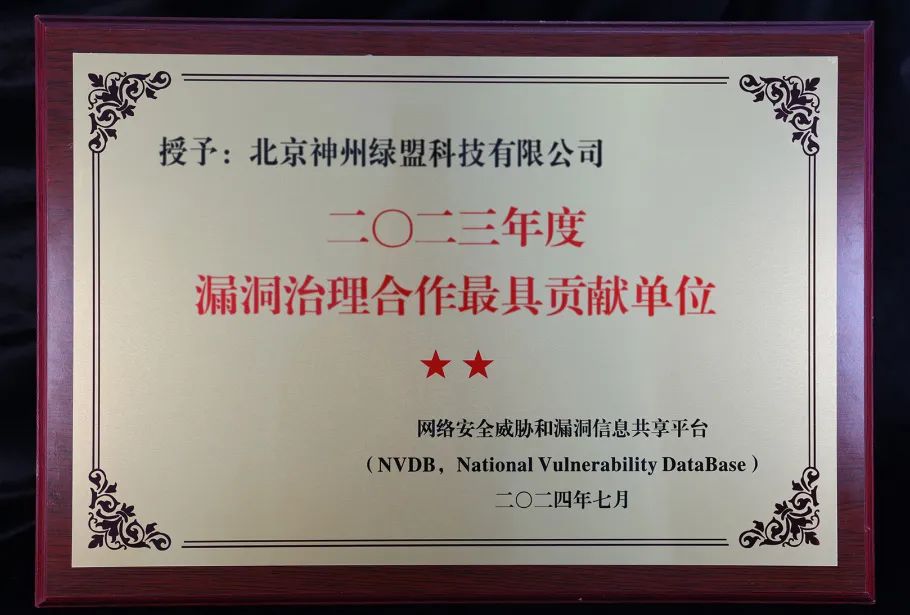 授予：北京神州绿盟科技有限公司
二〇二三年度
漏洞治理合作最具贡献单位
网络安全威胁和漏洞信息共享平台
（NVDB，National Vulnerability DataBase）
二〇二四年七月